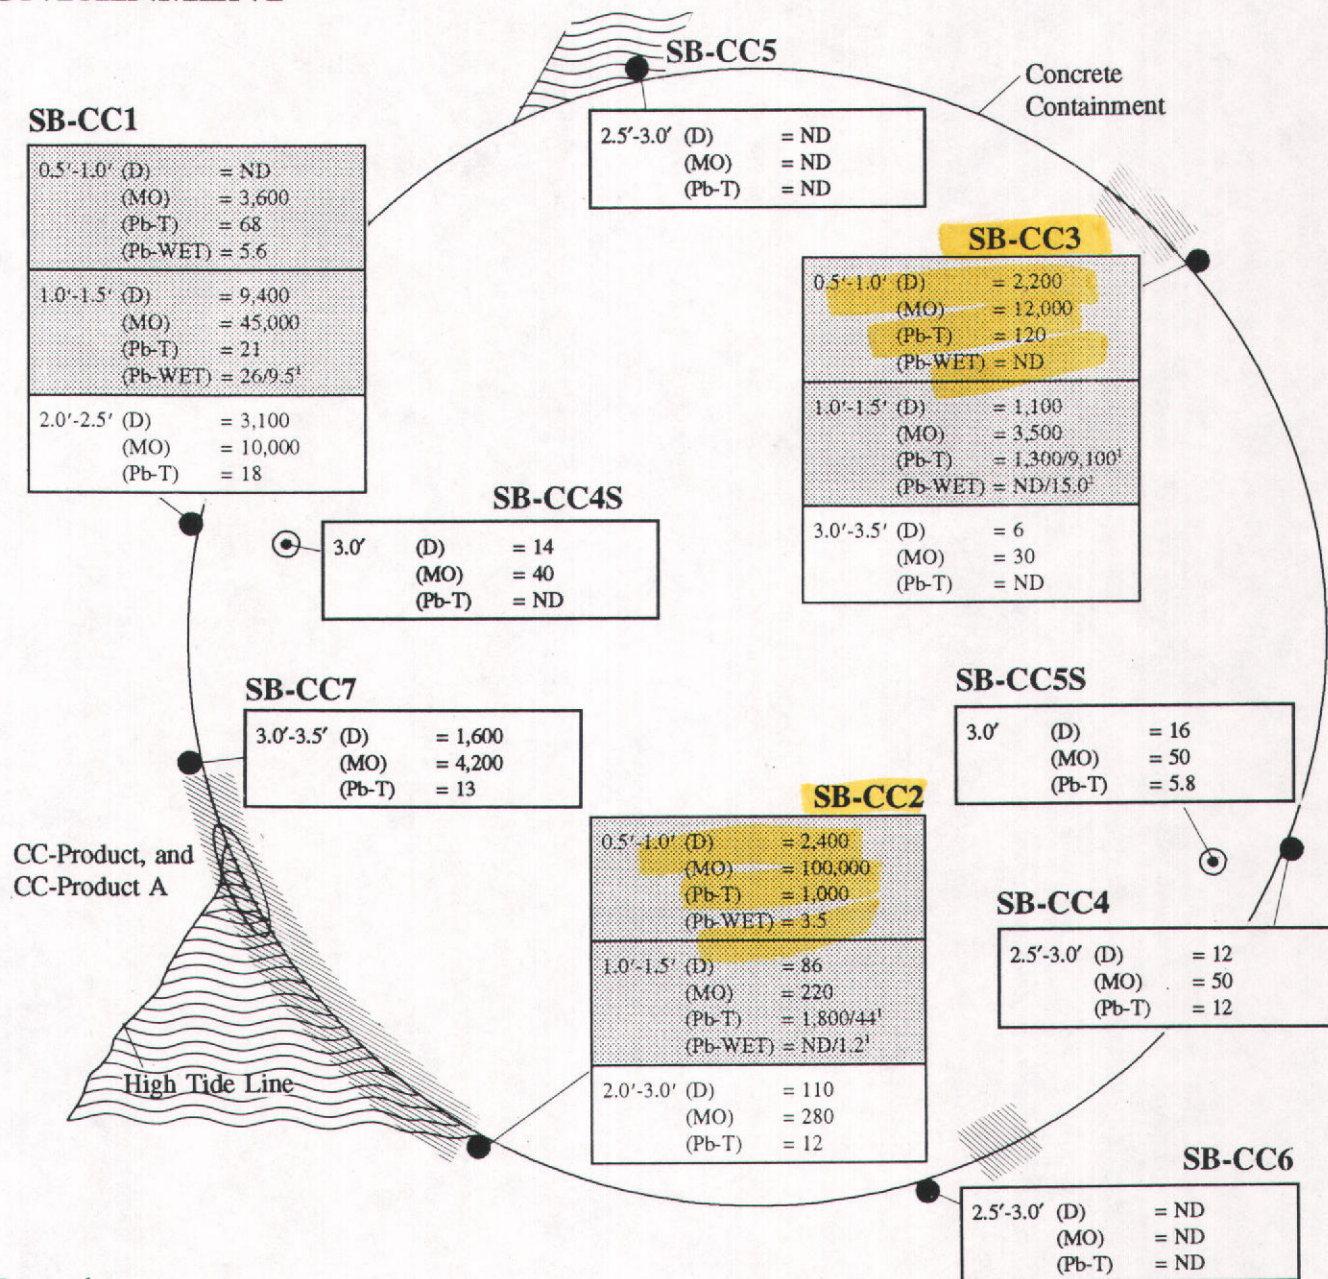 SB-CC5
Concrete
Containment
2.5'-3.0' (D) = ND
(MO) = ND
(Pb-T) = ND
SB-CC1
0.5'-1.0' (D) = ND
(MO) = 3,600
(Pb-T) = 68
(Pb-WET) = 5.6
1.0'-1.5' (D) = 9,400
(MO) = 45,000
(Pb-T) = 21
(Pb-WET) = 26/9.5¹
2.0'-2.5' (D) = 3,100
(MO) = 10,000
(Pb-T) = 18
SB-CC3
0.5'-1.0' (D) = 2,200
(MO) = 12,000
(Pb-T) = 120
(Pb-WET) = ND
1.0'-1.5' (D) = 1,100
(MO) = 3,500
(Pb-T) = 1,300/9,100¹
(Pb-WET) = ND/15.0¹
3.0'-3.5' (D) = 6
(MO) = 30
(Pb-T) = ND
SB-CC4S
3.0' (D) = 14
(MO) = 40
(Pb-T) = ND
SB-CC7
3.0'-3.5' (D) = 1,600
(MO) = 4,200
(Pb-T) = 13
SB-CC5S
3.0' (D) = 16
(MO) = 50
(Pb-T) = 5.8
CC-Product, and
CC-Product A
SB-CC2
0.5'-1.0' (D) = 2,400
(MO) = 100,000
(Pb-T) = 1,000
(Pb-WET) = 3.5
1.0'-1.5' (D) = 86
(MO) = 220
(Pb-T) = 1,800/44¹
(Pb-WET) = ND/1.2¹
2.0'-3.0' (D) = 110
(MO) = 280
(Pb-T) = 12
SB-CC4
2.5'-3.0' (D) = 12
(MO) = 50
(Pb-T) = 12
High Tide Line
SB-CC6
2.5'-3.0' (D) = ND
(MO) = ND
(Pb-T) = ND